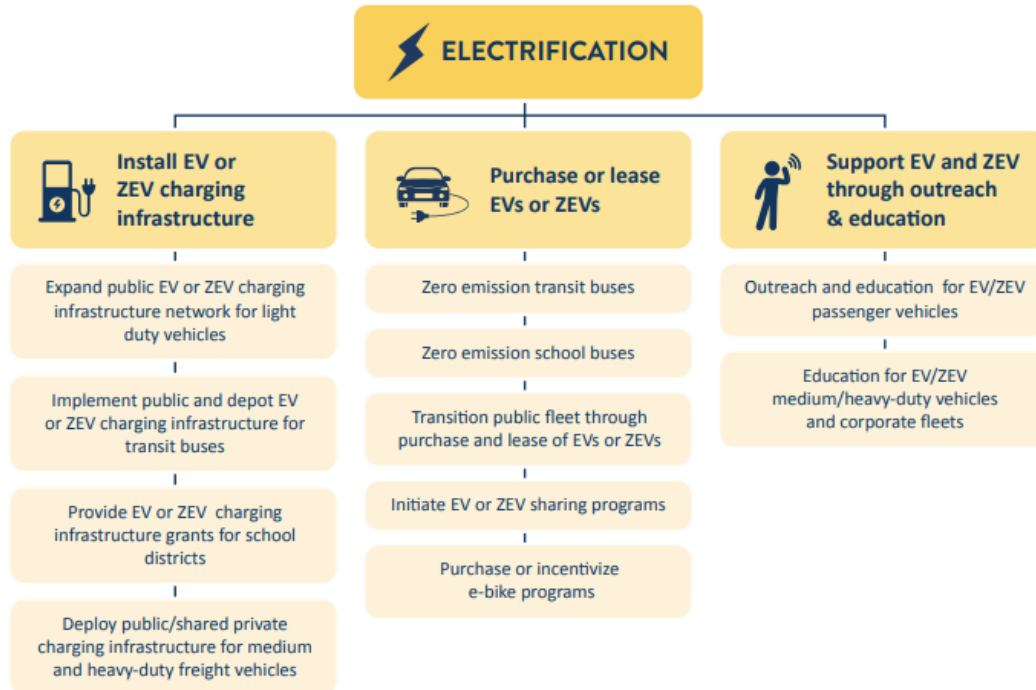 ELECTRIFICATION
Install EV or
ZEV charging
infrastructure
Expand public EV or ZEV charging
infrastructure network for light
duty vehicles
Implement public and depot EV
or ZEV charging infrastructure for
transit buses
Provide EV or ZEV charging
infrastructure grants for school
districts
Deploy public/shared private
charging infrastructure for medium
and heavy-duty freight vehicles
Purchase or lease
EVs or ZEVs
Zero emission transit buses
Zero emission school buses
Transition public fleet through
purchase and lease of EVs or ZEVs
Initiate EV or ZEV sharing programs
Purchase or incentivize
e-bike programs
Support EV and ZEV
through outreach
& education
Outreach and education for EV/ZEV
passenger vehicles
Education for EV/ZEV
medium/heavy-duty vehicles
and corporate fleets